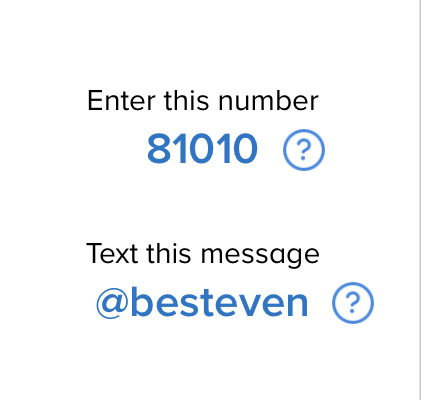 Enter this number
81010 ?
Text this message
@besteven ?